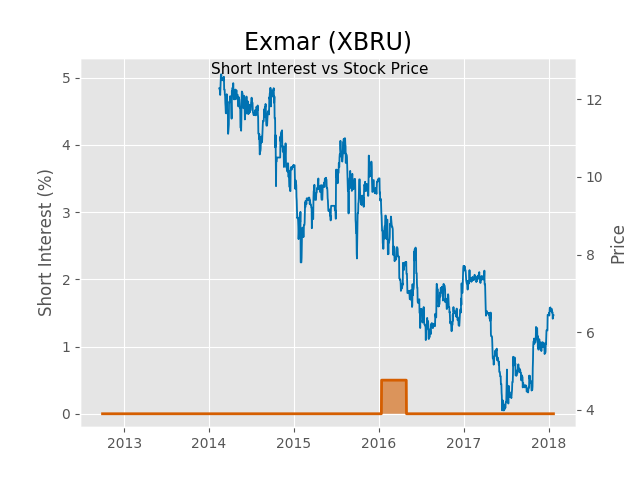 Exmar (XBRU)
Short Interest vs Stock Price
Short Interest (%)
5
4
3
2
1
0
12
10
8
6
4
Price
2013 2014 2015 2016 2017 2018